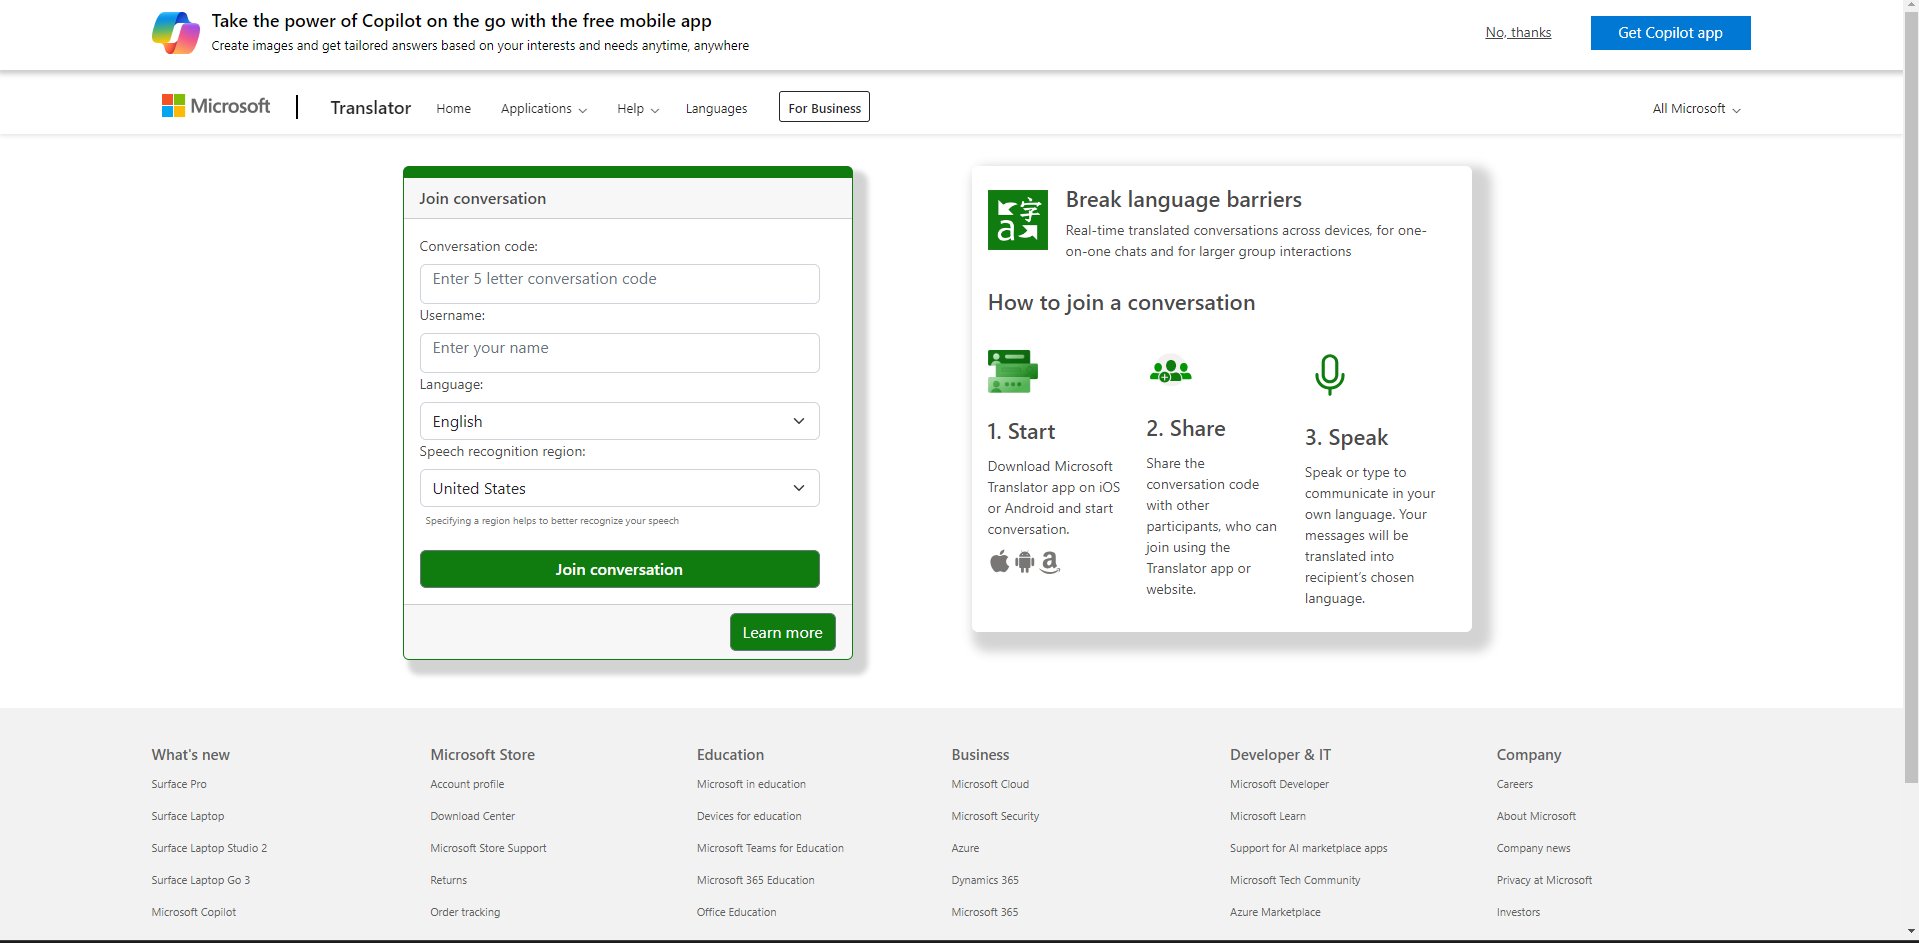 Take the power of Copilot on the go with the free mobile app
Create images and get tailored answers based on your interests and needs anytime, anywhere
No, thanks
Get Copilot app
Microsoft
Translator
Home
Applications
Help
Languages
For Business
All Microsoft
Join conversation
Conversation code:
Enter 5 letter conversation code
Username:
Enter your name
Language:
English
Speech recognition region:
United States
Specifying a region helps to better recognize your speech
Join conversation
Learn more
字
a
Break language barriers
Real-time translated conversations across devices, for one-
on-one chats and for larger group interactions
How to join a conversation
1. Start
Download Microsoft
Translator app on iOS
or Android and start
conversation.
a
2. Share
Share the
conversation code
with other
participants, who can
join using the
Translator app or
website.
3. Speak
Speak or type to
communicate in your
own language. Your
messages will be
translated into
recipient's chosen
language.
What's new
Surface Pro
Surface Laptop
Surface Laptop Studio 2
Surface Laptop Go 3
Microsoft Copilot
Microsoft Store
Account profile
Download Center
Microsoft Store Support
Returns
Order tracking
Education
Microsoft in education
Devices for education
Microsoft Teams for Education
Microsoft 365 Education
Office Education
Business
Microsoft Cloud
Microsoft Security
Azure
Dynamics 365
Microsoft 365
Developer & IT
Microsoft Developer
Microsoft Learn
Support for AI marketplace apps
Microsoft Tech Community
Azure Marketplace
Company
Careers
About Microsoft
Company news
Privacy at Microsoft
Investors